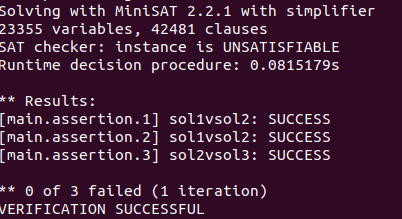 Solving with MiniSAT 2.2.1 with simplifier
23355 variables, 42481 clauses
SAT checker: instance is UNSATISFIABLE
Runtime decision procedure: 0.0815179s
** Results:
[main.assertion.1] sol1vsol2: SUCCESS
[main.assertion.2] sol1vsol2: SUCCESS
[main.assertion.3] sol2vsol3: SUCCESS
** 0 of 3 failed (1 iteration)
VERIFICATION SUCCESSFUL